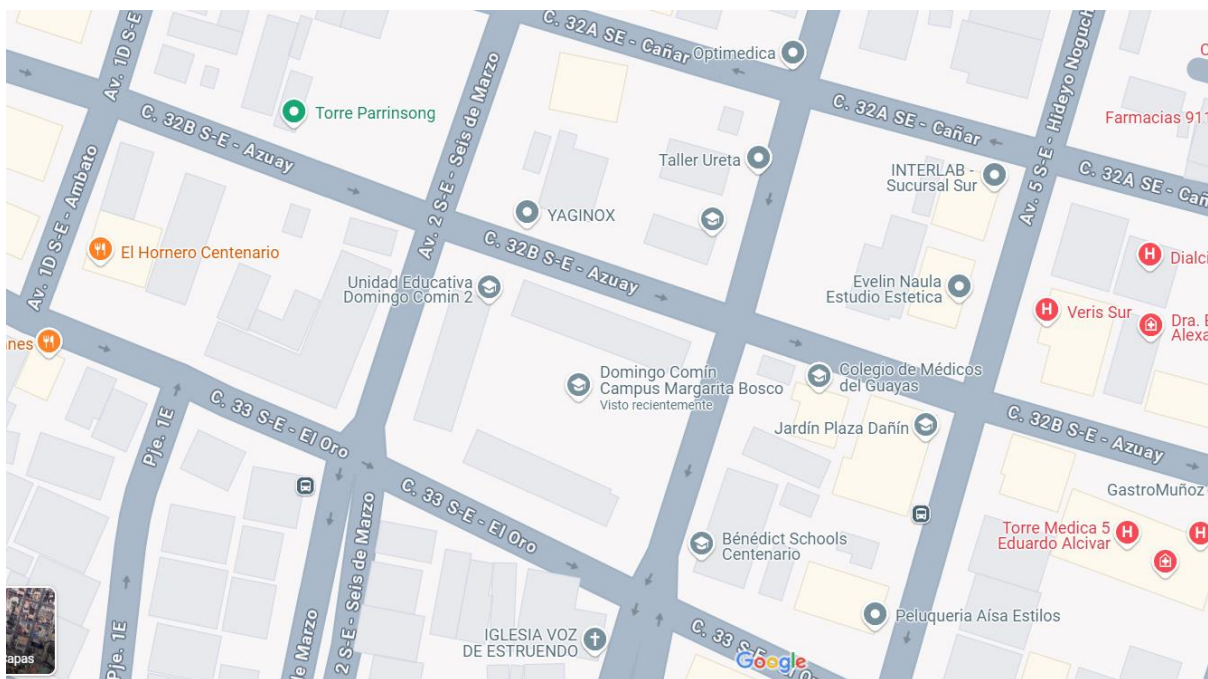 Av. 1D S-E
C. 32A SE - Cañar
Optimedica
Av. 2 S-E - Seis de Marzo
C. 32B S-E - Azuay
Torre Parrinsong
C. 32A SE - Cañar
Av. 5 S-E - Hideyo Noguch
Farmacias 911
Taller Ureta
INTERLAB -
Sucursal Sur
C. 32A SE - Cañ
Av. 1D S-E - Ambato
YAGINOX
El Hornero Centenario
C. 32B S-E - Azuay
Dialci
Unidad Educativa
Domingo Comin 2
Evelin Naula
Estudio Estetica
Veris Sur
Dra. E
Alexa
nes
Domingo Comín
Campus Margarita Bosco
Visto recientemente
Colegio de Médicos
del Guayas
C. 33 S-E - El Oro
Pje. 1E
Jardín Plaza Dañín
C. 32B S-E - Azuay
C. 33 S-E - El Oro
GastroMuñoz
Bénédict Schools
Centenario
Torre Medica 5
Eduardo Alcivar
2 S-E - Seis de Marzo
de Marzo
Pje. 1E
Peluqueria Aísa Estilos
IGLESIA VOZ
DE ESTRUENDO
C. 33 S-E
Google
apas